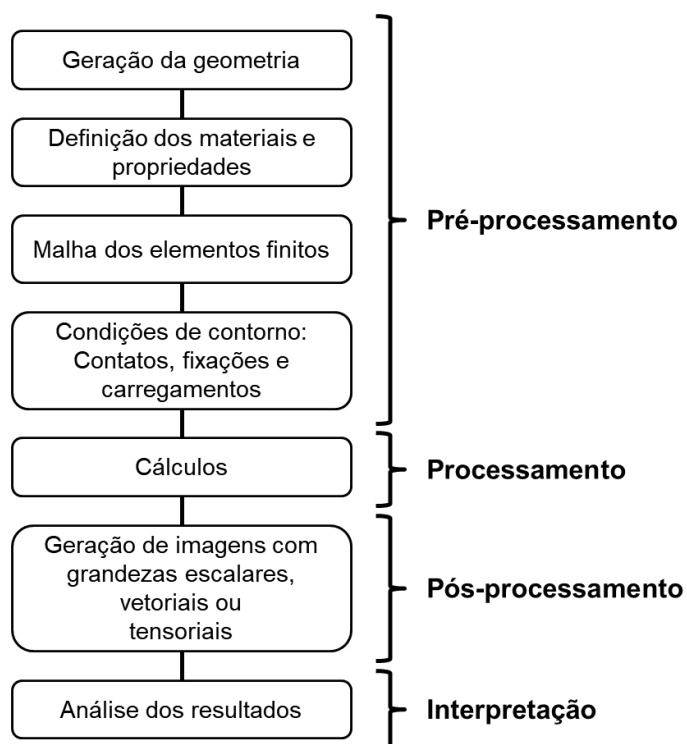 Geração da geometria
Definição dos materiais e
propriedades
Malha dos elementos finitos
Condições de contorno:
Contatos, fixações e
carregamentos
Pré-processamento
Cálculos
Processamento
Geração de imagens com
grandezas escalares,
vetoriais ou
tensoriais
Pós-processamento
Análise dos resultados
Interpretação